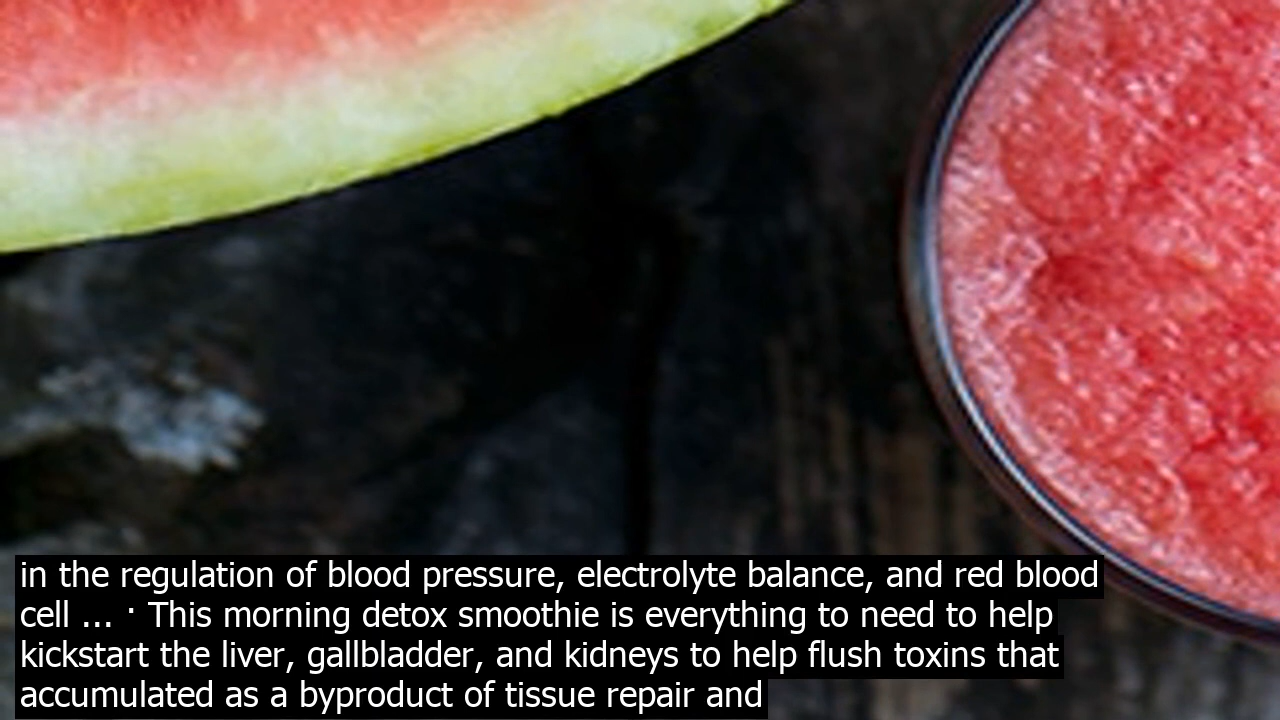 in the regulation of blood pressure, electrolyte balance, and red blood
cell ... · This morning detox smoothie is everything to need to help
kickstart the liver, gallbladder, and kidneys to help flush toxins that
accumulated as a byproduct of tissue repair and